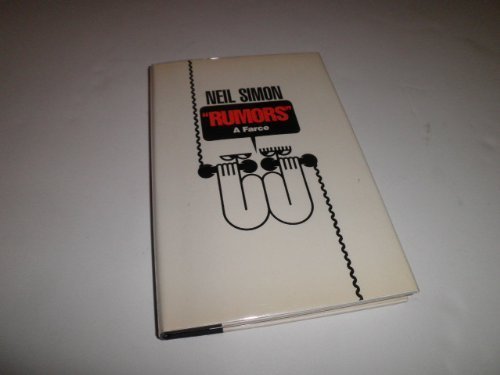 NEIL SIMON
"RUMORS"
A Farce